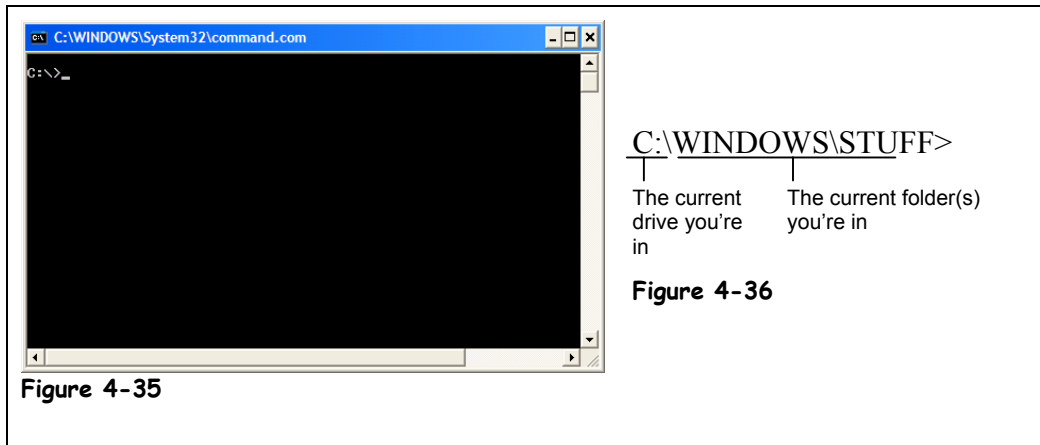 C:\WINDOWS\System32\command.com
C:\>_
Figure 4-35
C:\WINDOWS\STUFF>
The current
drive you're
in
The current folder(s)
you're in
Figure 4-36